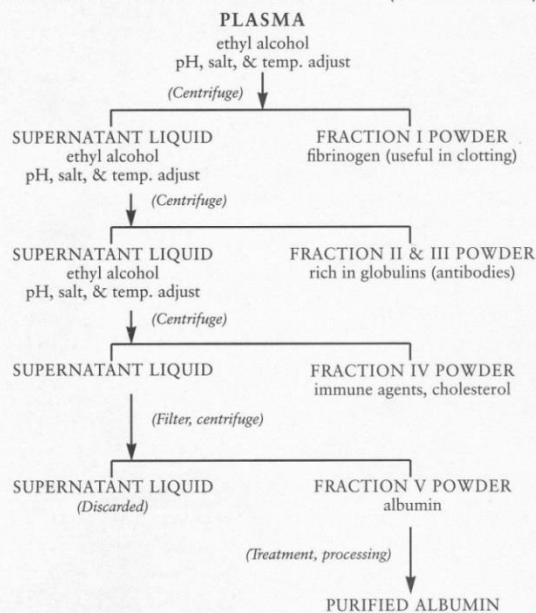 PLASMA
ethyl alcohol
pH, salt, & temp. adjust
(Centrifuge)
SUPERNATANT LIQUID
ethyl alcohol
pH, salt, & temp. adjust
FRACTION I POWDER
fibrinogen (useful in clotting)
(Centrifuge)
SUPERNATANT LIQUID
ethyl alcohol
pH, salt, & temp. adjust
FRACTION II & III POWDER
rich in globulins (antibodies)
(Centrifuge)
SUPERNATANT LIQUID
FRACTION IV POWDER
immune agents, cholesterol
(Filter, centrifuge)
SUPERNATANT LIQUID
(Discarded)
FRACTION V POWDER
albumin
(Treatment, processing)
PURIFIED ALBUMIN